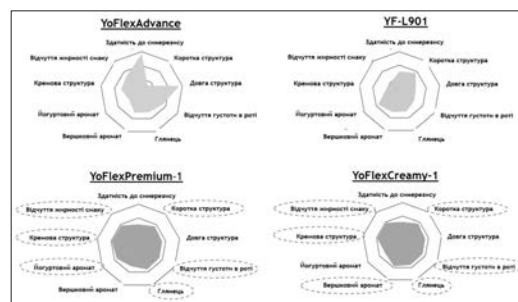 YoFlexAdvance
Здатність до синерезису
Відчуття жирності смаку
Коротка структура
Кремова структура
Довга структура
Йогуртовий аромат
Відчуття густоти в роті
Вершковий аромат
Глянець
YF-L901
Здатність до синерезису
Відчуття жирності смаку
Коротка структура
Кремова структура
Довга структура
Йогуртовий аромат
Відчуття густоти в роті
Вершковий аромат
Глянець
YoFlexPremium-1
Здатність до синерезису
Відчуття жирності смаку
Коротка структура
Кремова структура
Довга структура
Йогуртовий аромат
Відчуття густоти в роті
Вершковий аромат
Глянець
YoFlexCreamy-1
Здатність до синерезису
Відчуття жирності смаку
Коротка структура
Кремова структура
Довга структура
Йогуртовий аромат
Відчуття густоти в роті
Вершковий аромат
Глянець